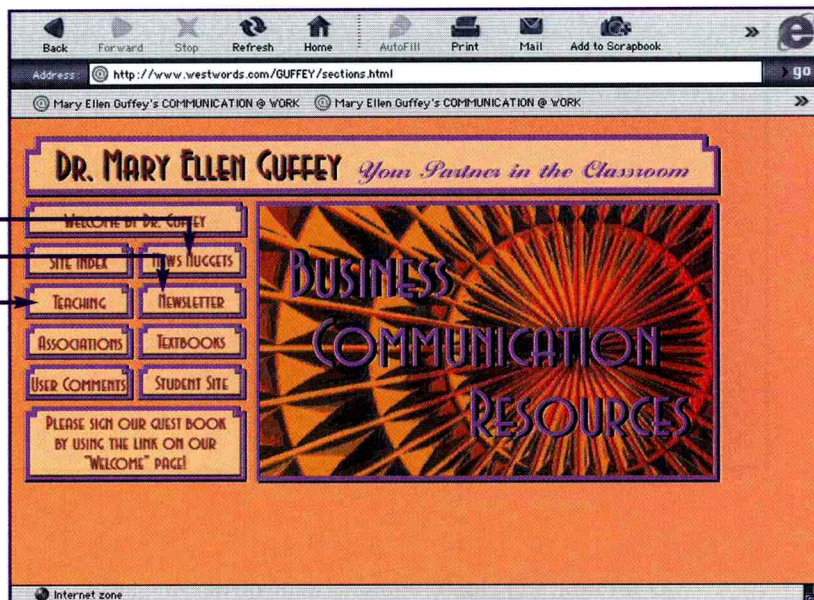 Back Forward Stop Refresh Home AutoFill Print Mail Add to Scrapbook »
Address: @ http://www.westwords.com/GUFFEY/sections.html go
@ Mary Ellen Guffey's COMMUNICATION @ WORK @ Mary Ellen Guffey's COMMUNICATION @ WORK »
DR. MARY ELLEN GUFFEY Your Partner in the Classroom
WELCOME BY DR. GUFFEY
SITE INDEX NEWS NUGGETS
TEACHING NEWSLETTER
ASSOCIATIONS TEXTBOOKS
USER COMMENTS STUDENT SITE
PLEASE SIGN OUR GUEST BOOK
BY USING THE LINK ON OUR
"WELCOME" PAGE!
BUSINESS
COMMUNICATION
RESOURCES
Internet zone